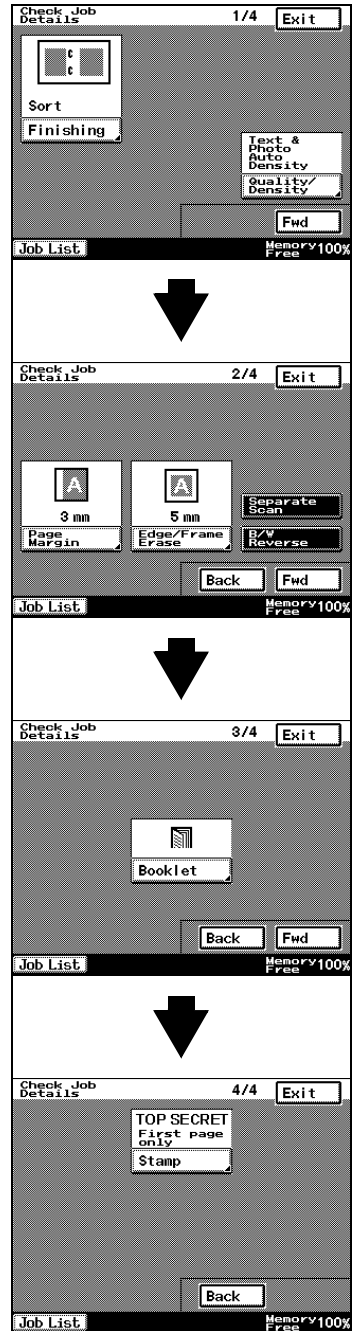 Check Job
Details
1/4
Exit
Sort
Finishing
Text &
Photo
Auto
Density
Quality/
Density
Fwd
Job List
Memory
Free
100%
Check Job
Details
2/4
Exit
A
3 mm
Page
Margin
A
5 mm
Edge/Frame
Erase
Separate
Scan
B/W
Reverse
Back
Fwd
Job List
Memory
Free
100%
Check Job
Details
3/4
Exit
Booklet
Back
Fwd
Job List
Memory
Free
100%
Check Job
Details
4/4
Exit
TOP SECRET
First page
only
Stamp
Back
Job List
Memory
Free
100%